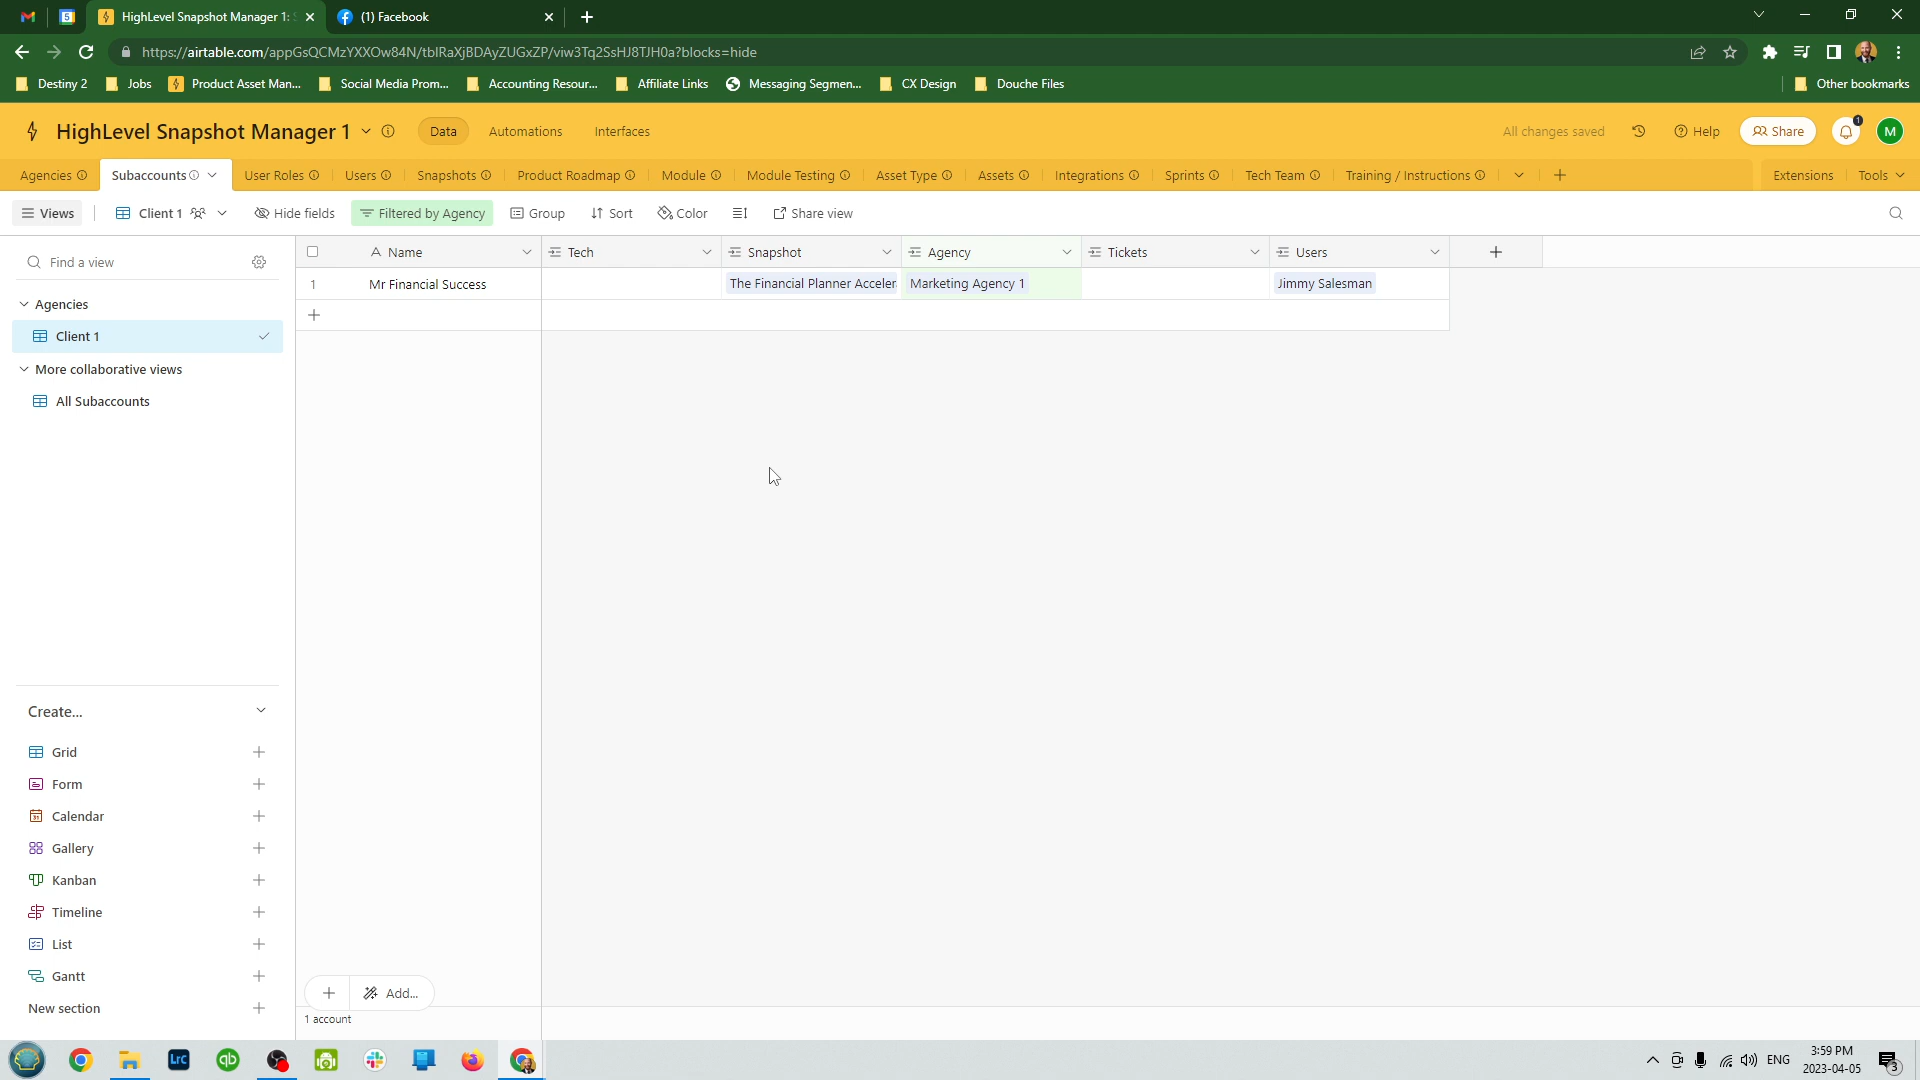 HighLevel Snapshot Manager 1: S
(1) Facebook
https://airtable.com/appGsQCMzYXXOw84N/tblRaXjBDAyZUGxZP/viw3Tq2SsHJ8TJH0a?blocks=hide
Destiny 2 Jobs Product Asset Man... Social Media Prom... Accounting Resour... Affiliate Links Messaging Segmen... CX Design Douche Files Other bookmarks
HighLevel Snapshot Manager 1 Data Automations Interfaces All changes saved Help Share 1 M
Agencies Subaccounts User Roles Users Snapshots Product Roadmap Module Module Testing Asset Type Assets Integrations Sprints Tech Team Training / Instructions Extensions Tools
Views Client 1 Hide fields Filtered by Agency Group Sort Color Share view
Find a view
Name Tech Snapshot Agency Tickets Users
1 Mr Financial Success The Financial Planner Acceler Marketing Agency 1 Jimmy Salesman
Agencies
Client 1
More collaborative views
All Subaccounts
Create...
Grid
Form
Calendar
Gallery
Kanban
Timeline
List
Gantt
New section
Add...
1 account
Lrc
qb
ENG
3:59 PM
2023-04-05
3